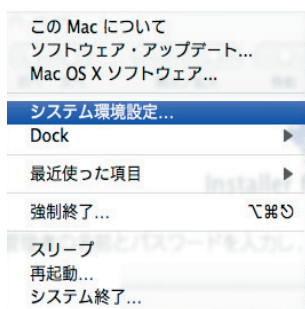 この Mac について
ソフトウェア・アップデート...
Mac OS X ソフトウェア...
システム環境設定...
Dock ▶
最近使った項目 ▶
強制終了... ⌥⌘⎋
スリープ
再起動...
システム終了...